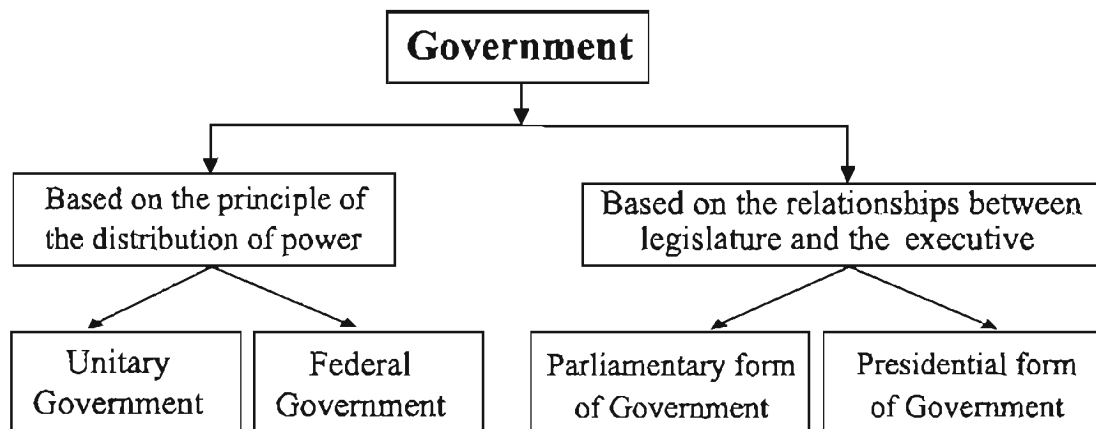 Government
Based on the principle of
the distribution of power
Based on the relationships between
legislature and the executive
Unitary
Government
Federal
Government
Parliamentary form
of Government
Presidential form
of Government